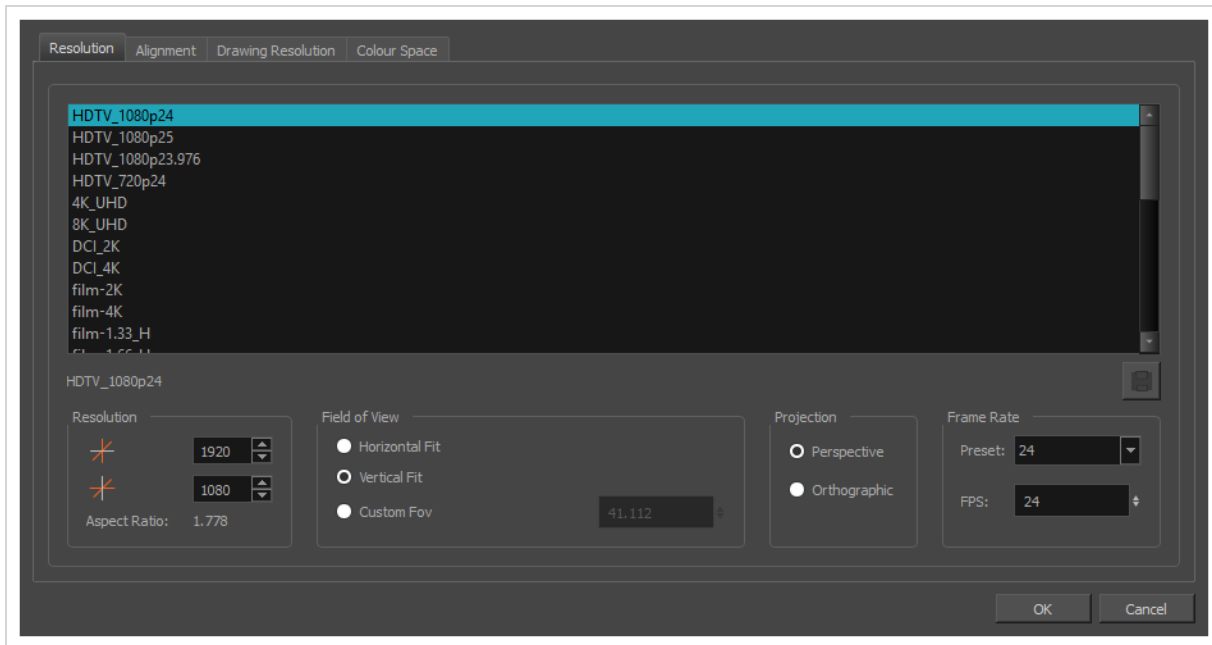 Resolution Alignment Drawing Resolution Colour Space
HDTV_1080p24
HDTV_1080p25
HDTV_1080p23.976
HDTV_720p24
4K_UHD
8K_UHD
DCI_2K
DCI_4K
film-2K
film-4K
film-1.33_H
HDTV_1080p24
Resolution
1920
1080
Aspect Ratio: 1.778
Field of View
Horizontal Fit
Vertical Fit
Custom Fov 41.112
Projection
Perspective
Orthographic
Frame Rate
Preset: 24
FPS: 24
OK Cancel